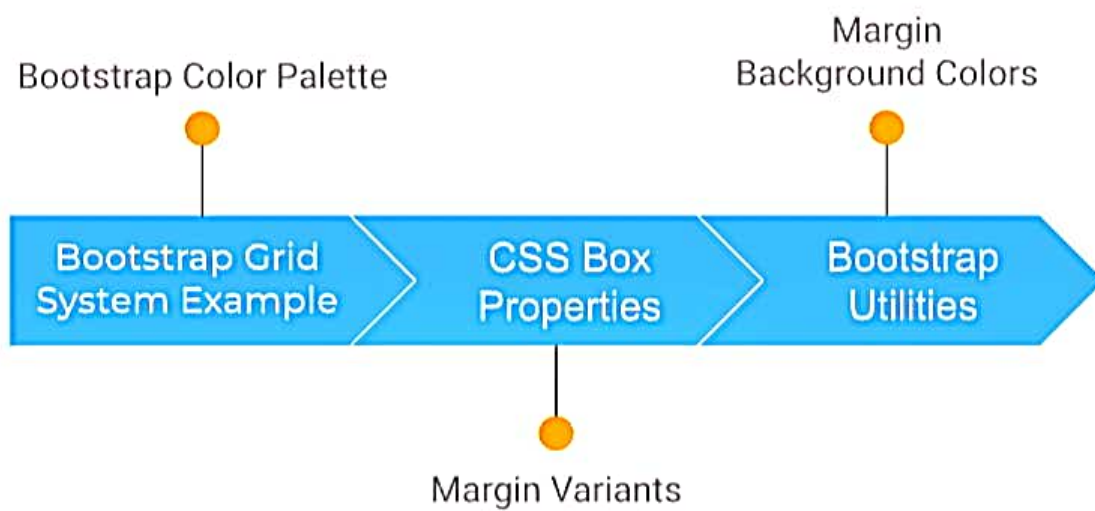 Bootstrap Color Palette
Margin
Background Colors
Bootstrap Grid
System Example
CSS Box
Properties
Bootstrap
Utilities
Margin Variants